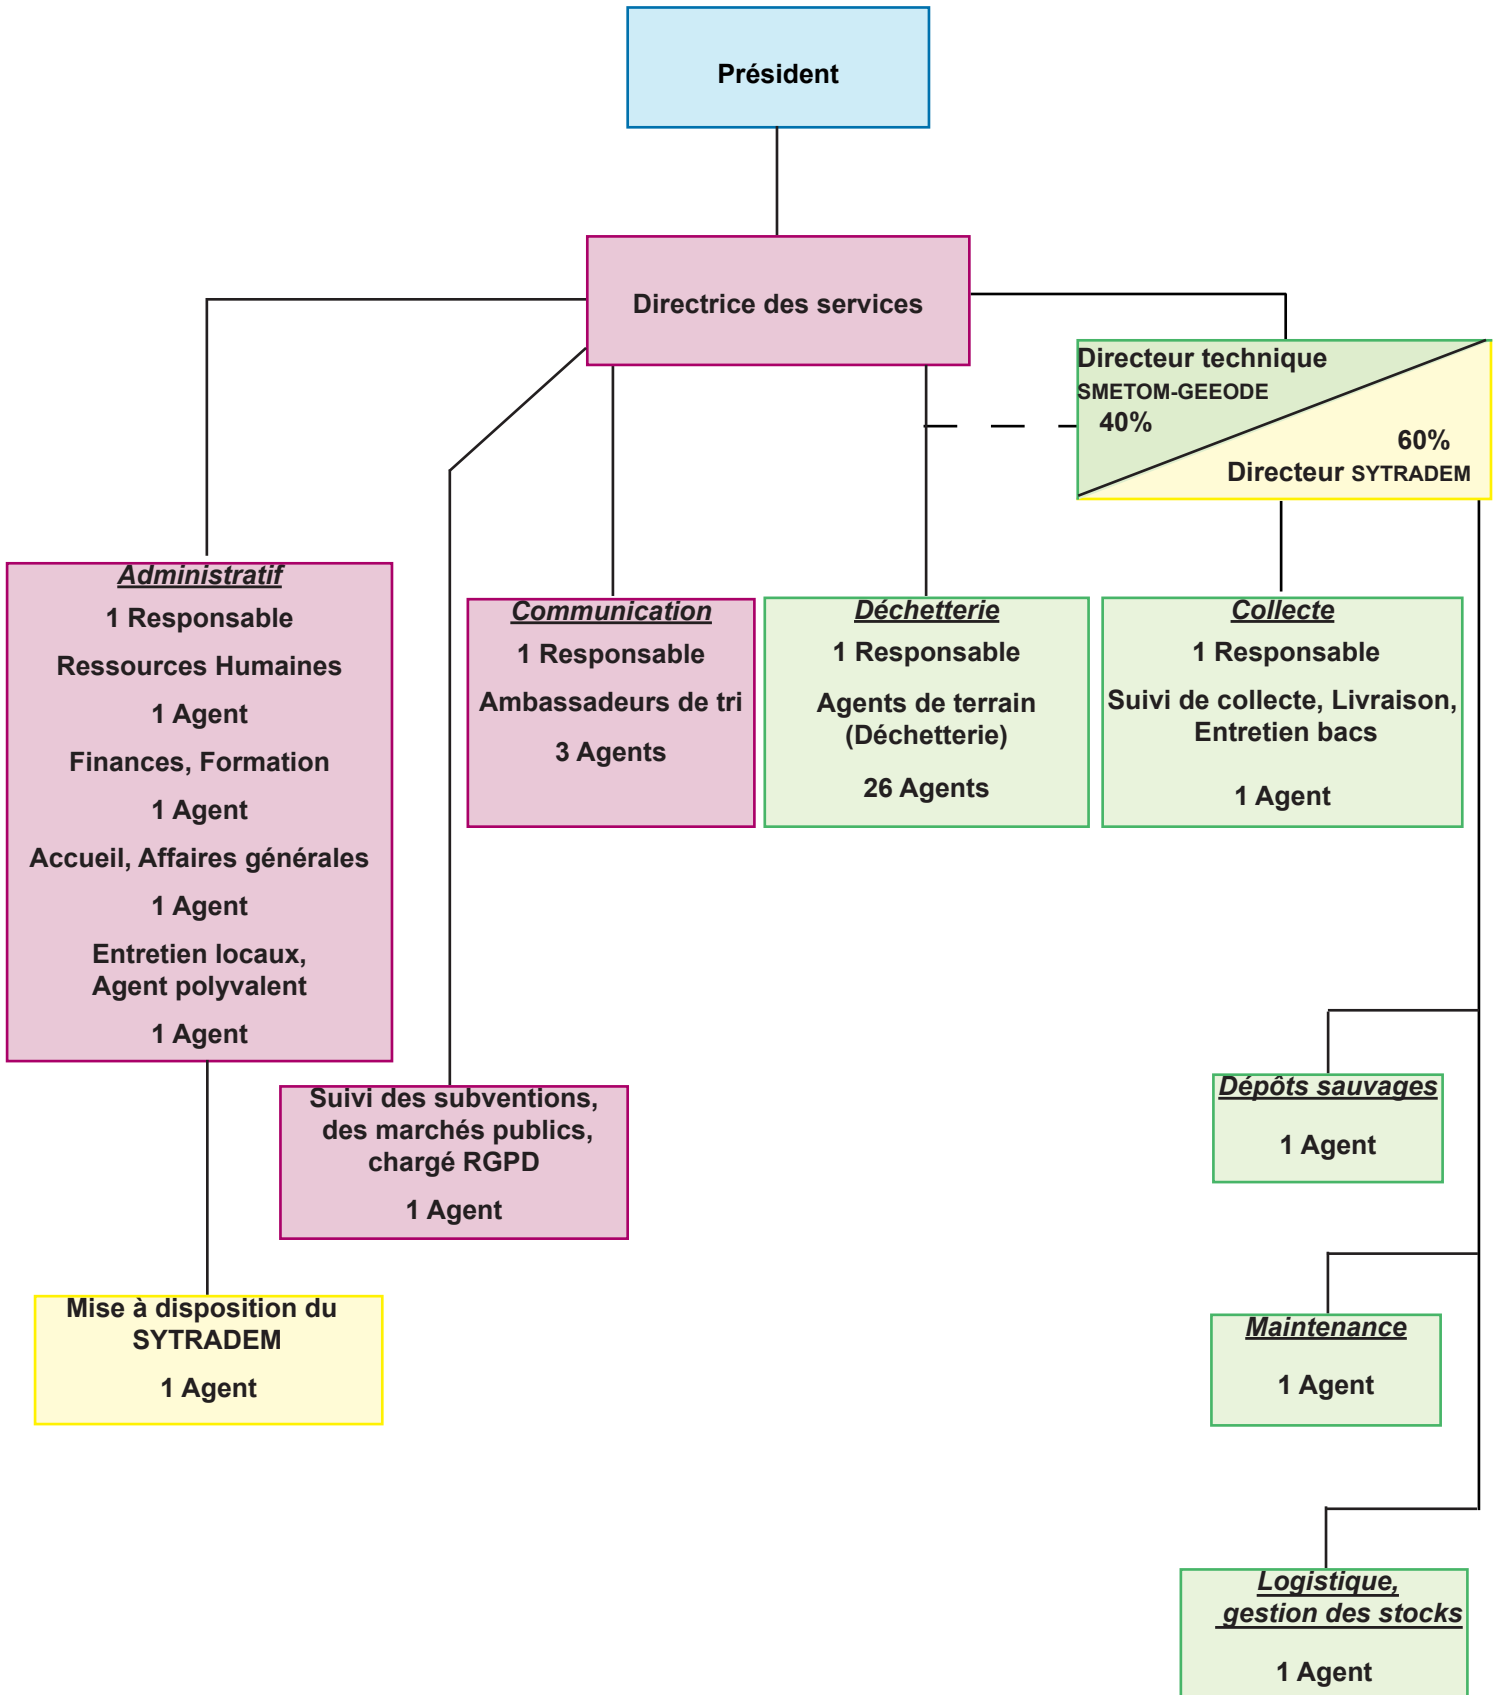 Président
Directrice des services
Directeur technique
SMETOM-GEEODE
40%
60%
Directeur SYTRADEM
Administratif
1 Responsable
Ressources Humaines
1 Agent
Finances, Formation
1 Agent
Accueil, Affaires générales
1 Agent
Entretien locaux,
Agent polyvalent
1 Agent
Communication
1 Responsable
Ambassadeurs de tri
3 Agents
Déchetterie
1 Responsable
Agents de terrain
(Déchetterie)
26 Agents
Collecte
1 Responsable
Suivi de collecte, Livraison,
Entretien bacs
1 Agent
Suivi des subventions,
des marchés publics,
chargé RGPD
1 Agent
Dépôts sauvages
1 Agent
Mise à disposition du
SYTRADEM
1 Agent
Maintenance
1 Agent
Logistique,
gestion des stocks
1 Agent